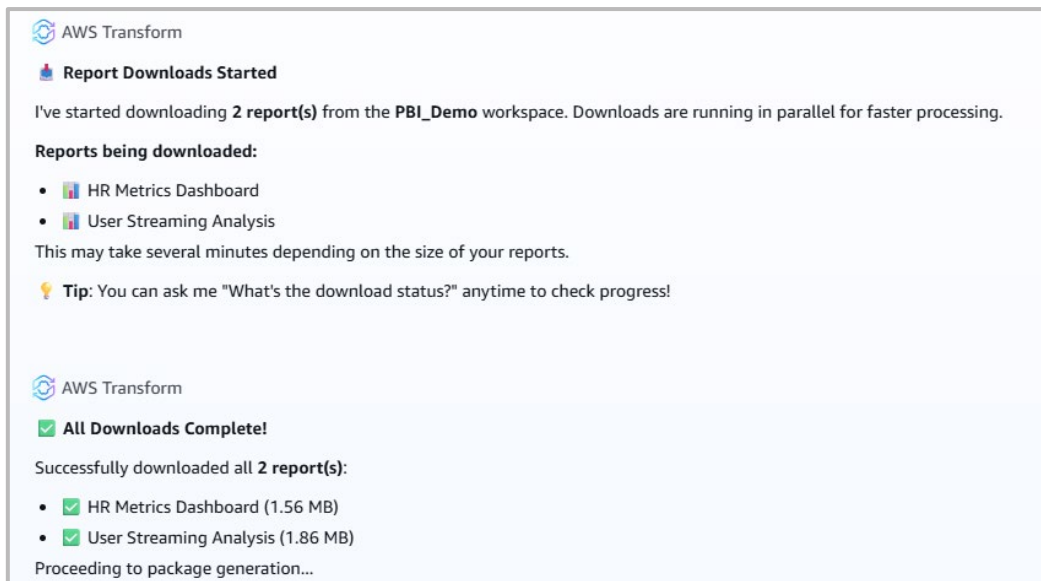 AWS Transform
Report Downloads Started
I've started downloading 2 report(s) from the PBI_Demo workspace. Downloads are running in parallel for faster processing.
Reports being downloaded:
• HR Metrics Dashboard
• User Streaming Analysis
This may take several minutes depending on the size of your reports.
Tip: You can ask me "What's the download status?" anytime to check progress!
AWS Transform
All Downloads Complete!
Successfully downloaded all 2 report(s):
• HR Metrics Dashboard (1.56 MB)
• User Streaming Analysis (1.86 MB)
Proceeding to package generation...